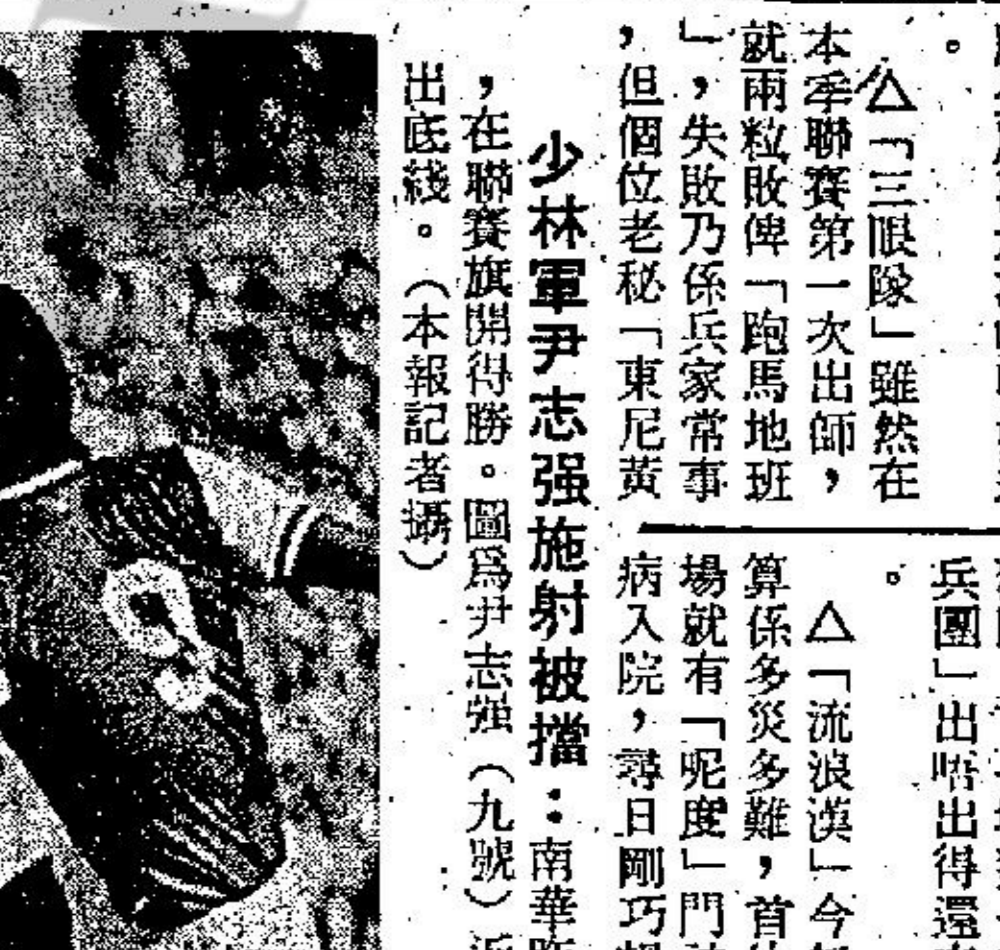 。
△「三眼隊」雖然在
本季聯賽第一次出師，
就兩粒敗俾「跑馬地班
」，失敗乃係兵家常事
，但個位老秘「東尼黃
兵團」出唔出得還
。
△「流浪漢」今
算係多災多難，首
場就有「呢度」門
病入院，尋日剛巧
少林軍尹志强施射被擋：南華
，在聯賽旗開得勝。圖爲尹志强（九號）
出底綫。（本報記者攝）